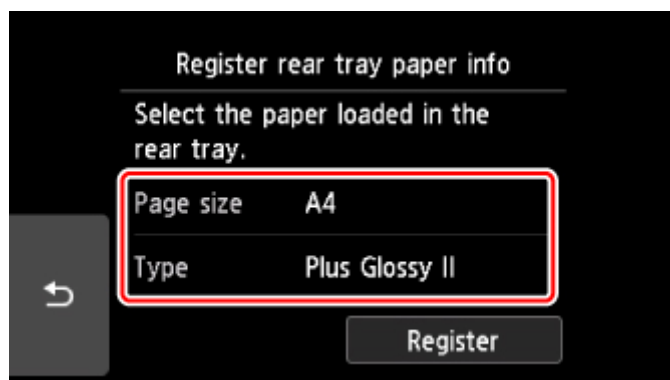 Register rear tray paper info
Select the paper loaded in the
rear tray.
Page size A4
Type Plus Glossy II
Register